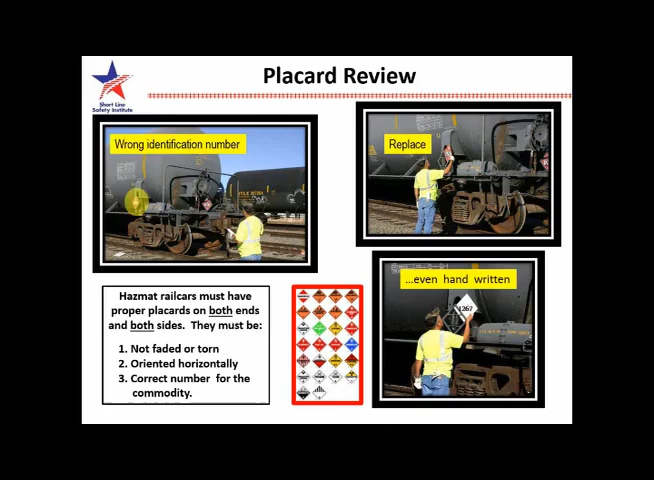 Placard Review
Short Line
Safety Institute
Wrong identification number
Replace
...even hand written
1267
Hazmat railcars must have
proper placards on both ends
and both sides. They must be:
1. Not faded or torn
2. Oriented horizontally
3. Correct number for the
commodity.